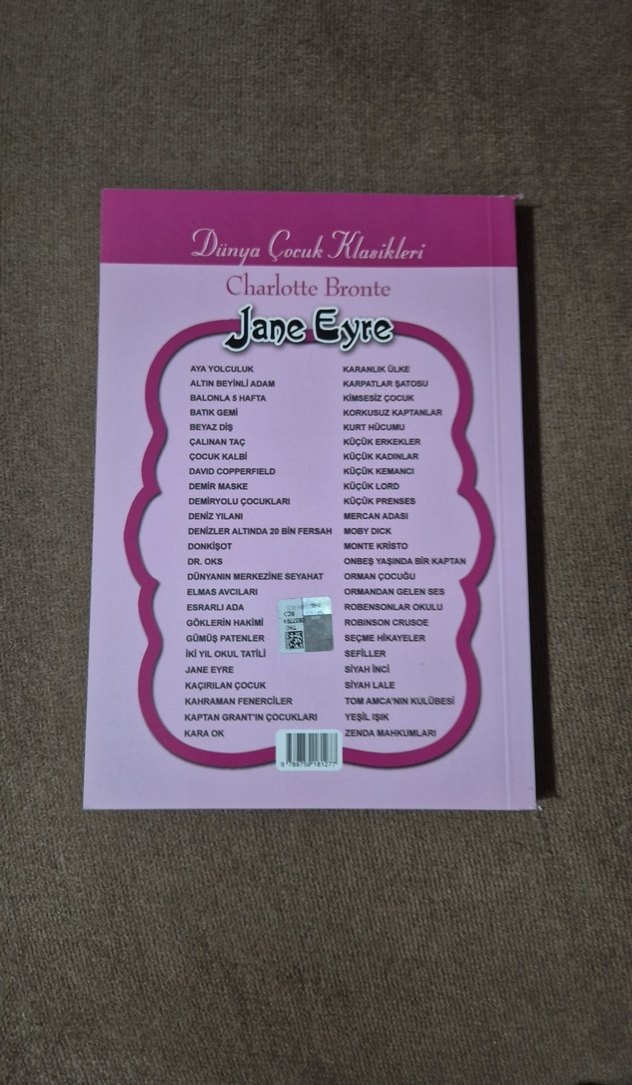 Dünya Çocuk Klasikleri
Charlotte Bronte
Jane Eyre
AYA YOLCULUK
ALTIN BEYİNLİ ADAM
BALONLA 5 HAFTA
BATIK GEMİ
BEYAZ DİŞ
ÇALINAN TAÇ
ÇOCUK KALBİ
DAVID COPPERFIELD
DEMİR MASKE
DEMİRYOLU ÇOCUKLARI
DENİZ YILANI
DENİZLER ALTINDA 20 BİN FERSAH
DONKİŞOT
DR. OKS
DÜNYANIN MERKEZİNE SEYAHAT
ELMAS AVCILARI
ESRARLI ADA
GÖKLERİN HAKİMİ
GÜMÜŞ PATENLER
İKİ YIL OKUL TATİLİ
JANE EYRE
KAÇIRILAN ÇOCUK
KAHRAMAN FENERCİLER
KAPTAN GRANT'IN ÇOCUKLARI
KARA OK
KARANLIK ÜLKE
KARPATLAR ŞATOSU
KİMSESİZ ÇOCUK
KORKUSUZ KAPTANLAR
KURT HÜCUMU
KÜÇÜK ERKEKLER
KÜÇÜK KADINLAR
KÜÇÜK KEMANCI
KÜÇÜK LORD
KÜÇÜK PRENSES
MERCAN ADASI
MOBY DICK
MONTE KRİSTO
ONBEŞ YAŞINDA BİR KAPTAN
ORMAN ÇOCUĞU
ORMANDAN GELEN SES
ROBENSONLAR OKULU
ROBINSON CRUSOE
SEÇME HİKAYELER
SEFİLLER
SİYAH İNCİ
SİYAH LALE
TOM AMCA'NIN KULÜBESİ
YEŞİL IŞIK
ZENDA MAHKUMLARI
9 789759 181277